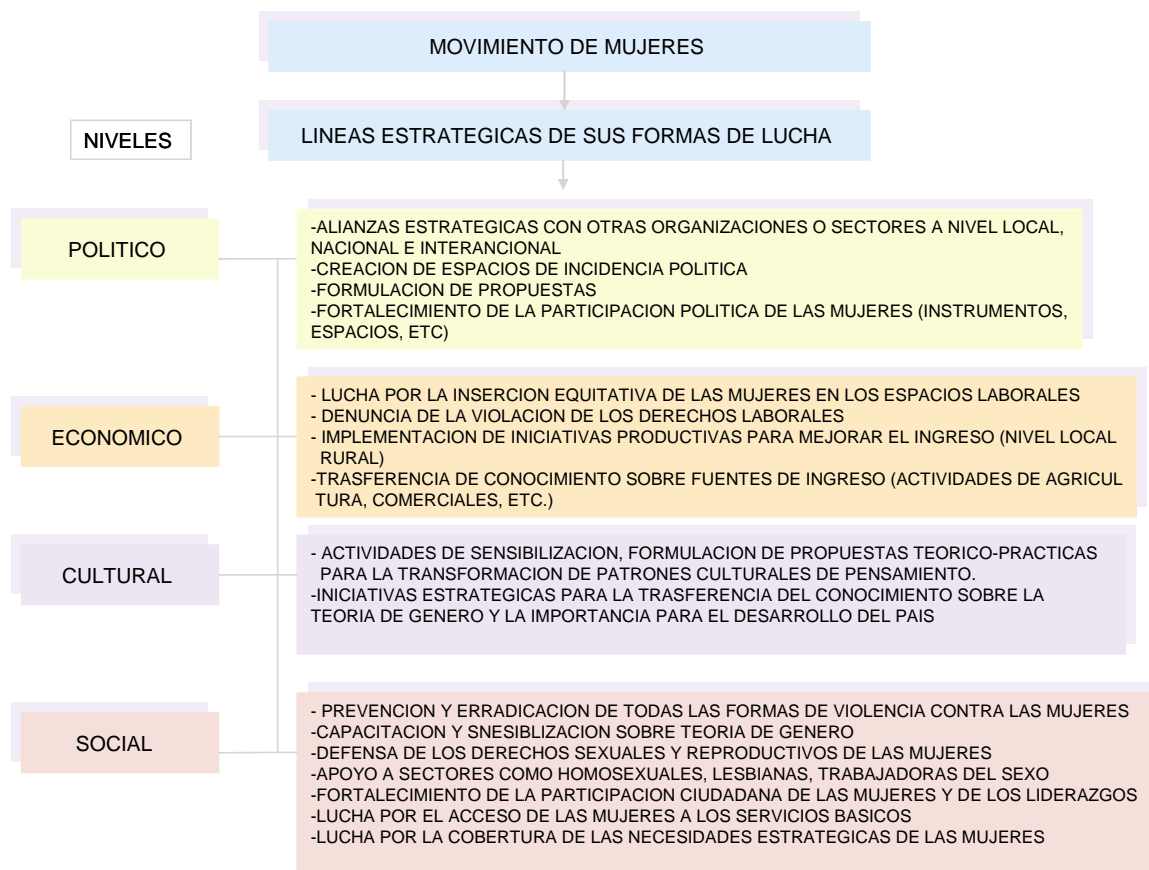 MOVIMIENTO DE MUJERES
LINEAS ESTRATEGICAS DE SUS FORMAS DE LUCHA
NIVELES
POLITICO
-ALIANZAS ESTRATEGICAS CON OTRAS ORGANIZACIONES O SECTORES A NIVEL LOCAL,
NACIONAL E INTERANCIONAL
-CREACION DE ESPACIOS DE INCIDENCIA POLITICA
-FORMULACION DE PROPUESTAS
-FORTALECIMIENTO DE LA PARTICIPACION POLITICA DE LAS MUJERES (INSTRUMENTOS,
ESPACIOS, ETC)
ECONOMICO
- LUCHA POR LA INSERCION EQUITATIVA DE LAS MUJERES EN LOS ESPACIOS LABORALES
- DENUNCIA DE LA VIOLACION DE LOS DERECHOS LABORALES
- IMPLEMENTACION DE INICIATIVAS PRODUCTIVAS PARA MEJORAR EL INGRESO (NIVEL LOCAL
RURAL)
-TRASFERENCIA DE CONOCIMIENTO SOBRE FUENTES DE INGRESO (ACTIVIDADES DE AGRICUL
TURA, COMERCIALES, ETC.)
CULTURAL
- ACTIVIDADES DE SENSIBILIZACION, FORMULACION DE PROPUESTAS TEORICO-PRACTICAS
PARA LA TRANSFORMACION DE PATRONES CULTURALES DE PENSAMIENTO.
-INICIATIVAS ESTRATEGICAS PARA LA TRASFERENCIA DEL CONOCIMIENTO SOBRE LA
TEORIA DE GENERO Y LA IMPORTANCIA PARA EL DESARROLLO DEL PAIS
SOCIAL
- PREVENCION Y ERRADICACION DE TODAS LAS FORMAS DE VIOLENCIA CONTRA LAS MUJERES
-CAPACITACION Y SNESIBLIZACION SOBRE TEORIA DE GENERO
-DEFENSA DE LOS DERECHOS SEXUALES Y REPRODUCTIVOS DE LAS MUJERES
-APOYO A SECTORES COMO HOMOSEXUALES, LESBIANAS, TRABAJADORAS DEL SEXO
-FORTALECIMIENTO DE LA PARTICIPACION CIUDADANA DE LAS MUJERES Y DE LOS LIDERAZGOS
-LUCHA POR EL ACCESO DE LAS MUJERES A LOS SERVICIOS BASICOS
-LUCHA POR LA COBERTURA DE LAS NECESIDADES ESTRATEGICAS DE LAS MUJERES